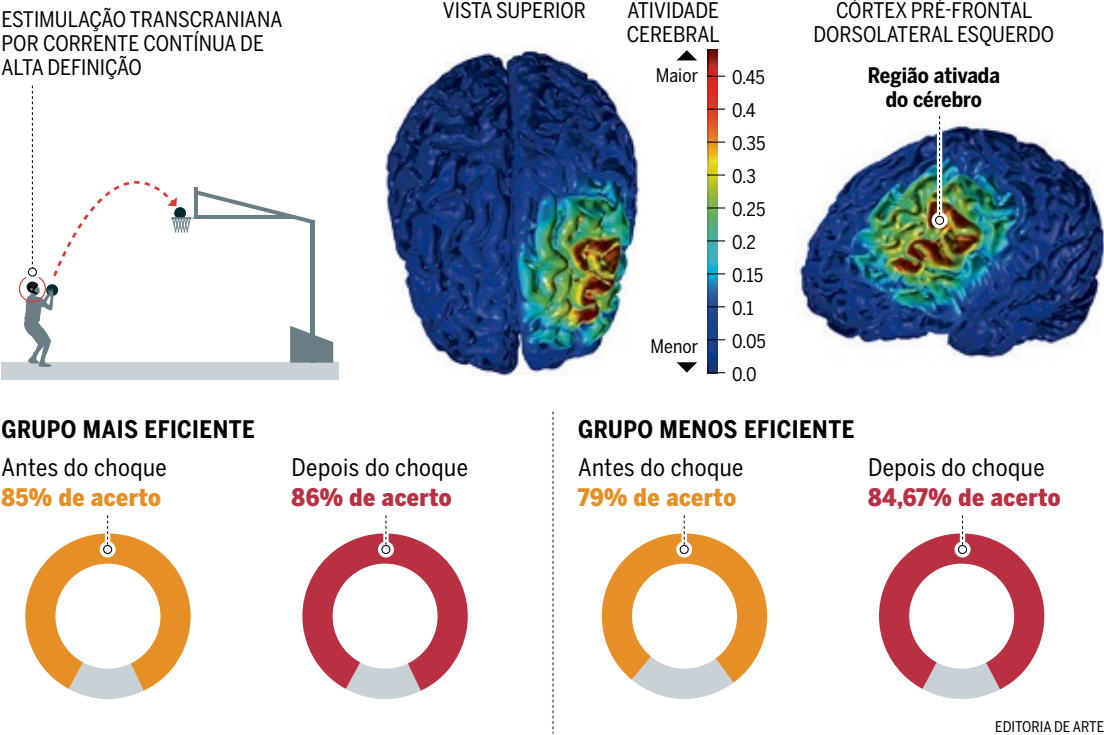 ESTIMULAÇÃO TRANSCRANIANA
POR CORRENTE CONTÍNUA DE
ALTA DEFINIÇÃO
VISTA SUPERIOR
ATIVIDADE
CEREBRAL
Maior
0.45
0.4
0.35
0.3
0.25
0.2
0.15
0.1
0.05
0.0
Menor
CÓRTEX PRÉ-FRONTAL
DORSOLATERAL ESQUERDO
Região ativada
do cérebro
GRUPO MAIS EFICIENTE
Antes do choque
85% de acerto
Depois do choque
86% de acerto
GRUPO MENOS EFICIENTE
Antes do choque
79% de acerto
Depois do choque
84,67% de acerto
EDITORIA DE ARTE